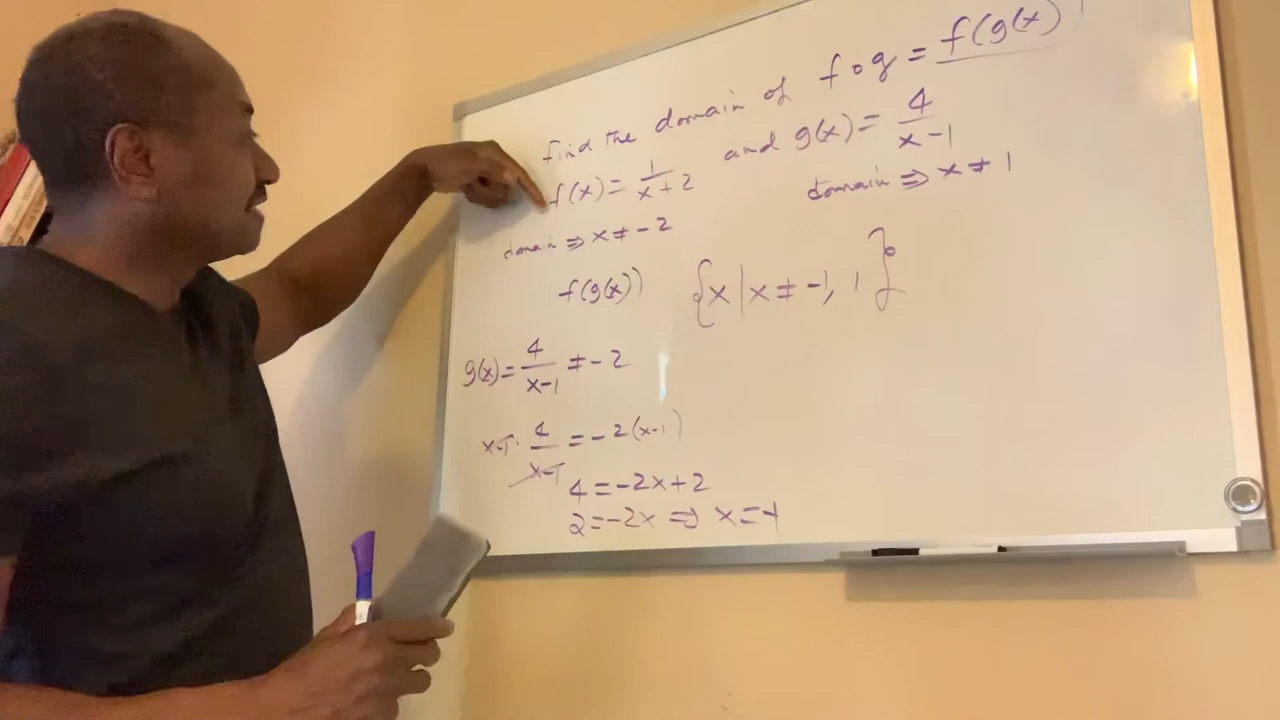 find the domain of f∘g = f(g(x))
f(x) = 1/(x+2) and g(x) = 4/(x-1)
domain ⇒ x ≠ -2 domain ⇒ x ≠ 1
f(g(x)) {x | x ≠ -1, 1}
g(x) = 4/(x-1) ≠ -2
x-1 · 4/(x-1) = -2(x-1)
4 = -2x+2
2 = -2x ⇒ x = -1